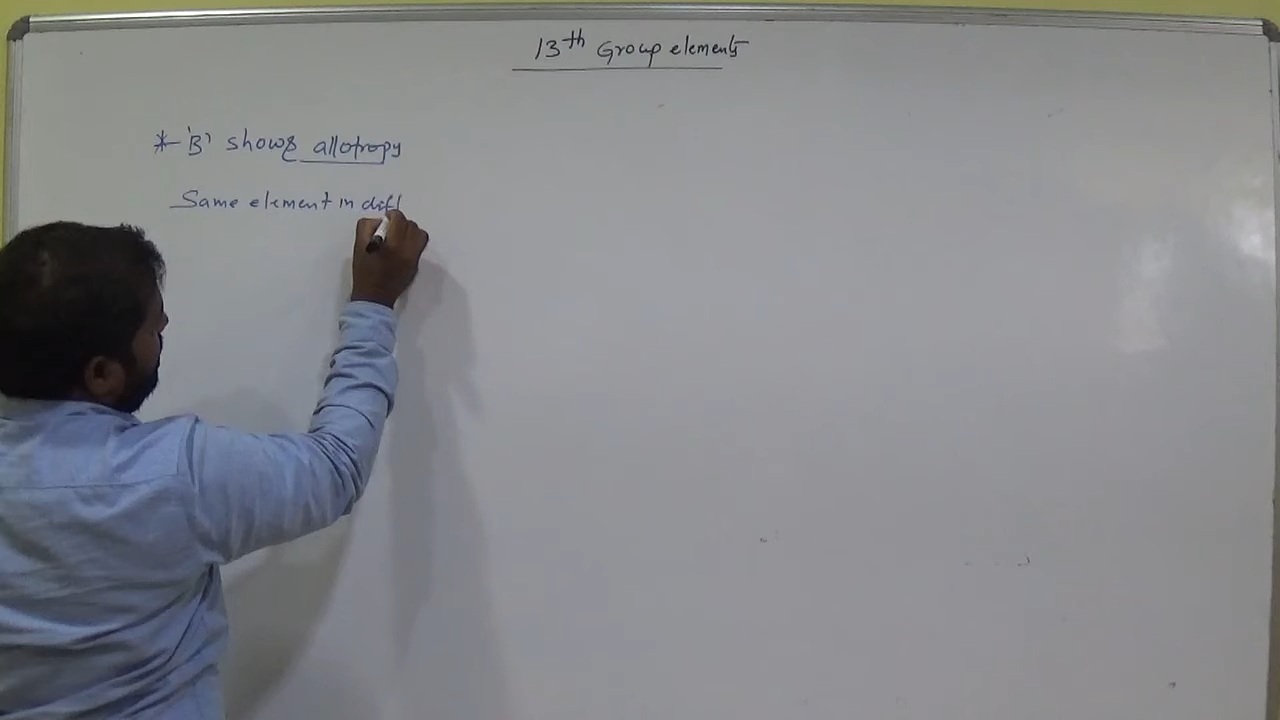 13th Group elements
* 'B' shows allotropy
Same element in diff